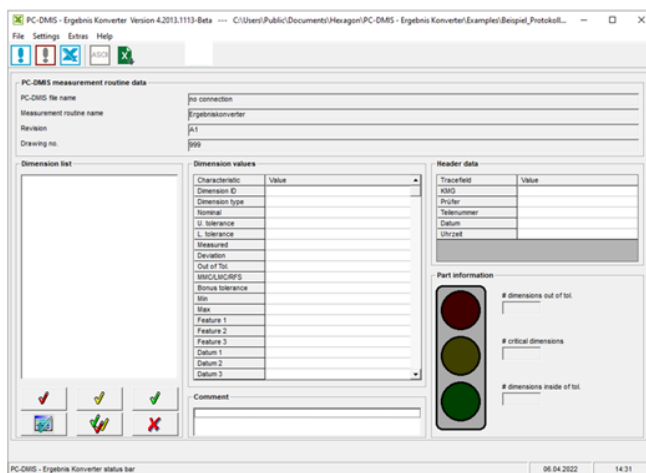 PC-DMIS - Ergebnis Konverter Version 4.2013.1113-Beta --- C:\Users\Public\Documents\Hexagon\PC-DMIS - Ergebnis Konverter\Examples\Beispiel_Protokoll...
File Settings Extras Help
ASCII
PC-DMIS measurement routine data
PC-DMIS file name no connection
Measurement routine name Ergebniskonverter
Revision A1
Drawing no. 999
Dimension list
Dimension values
Characteristic Value
Dimension ID
Dimension type
Nominal
U. tolerance
L. tolerance
Measured
Deviation
Out of Tol.
MMC/LMC/RFS
Bonus tolerance
Min
Max
Feature 1
Feature 2
Feature 3
Datum 1
Datum 2
Datum 3
Comment
Header data
Tracefield Value
KMG
Prüfer
Teilenummer
Datum
Uhrzeit
Part information
# dimensions out of tol.
# critical dimensions
# dimensions inside of tol.
PC-DMIS - Ergebnis Konverter status bar 06.04.2022 14:31